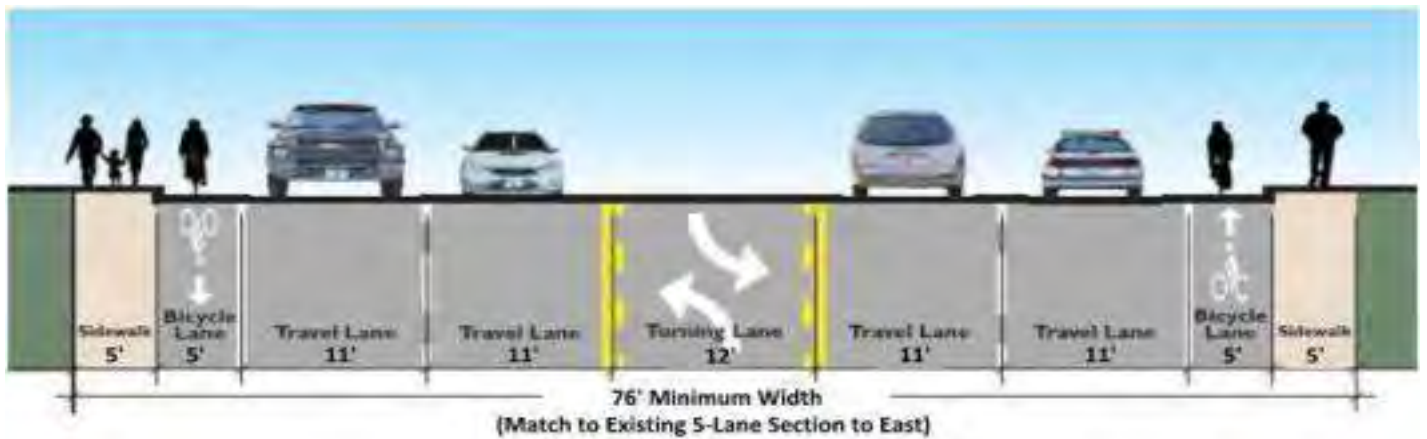 Sidewalk
5'
Bicycle
Lane
5'
Travel Lane
11'
Travel Lane
11'
Turning Lane
12'
Travel Lane
11'
Travel Lane
11'
Bicycle
Lane
5'
Sidewalk
5'
76' Minimum Width
(Match to Existing 5-Lane Section to East)